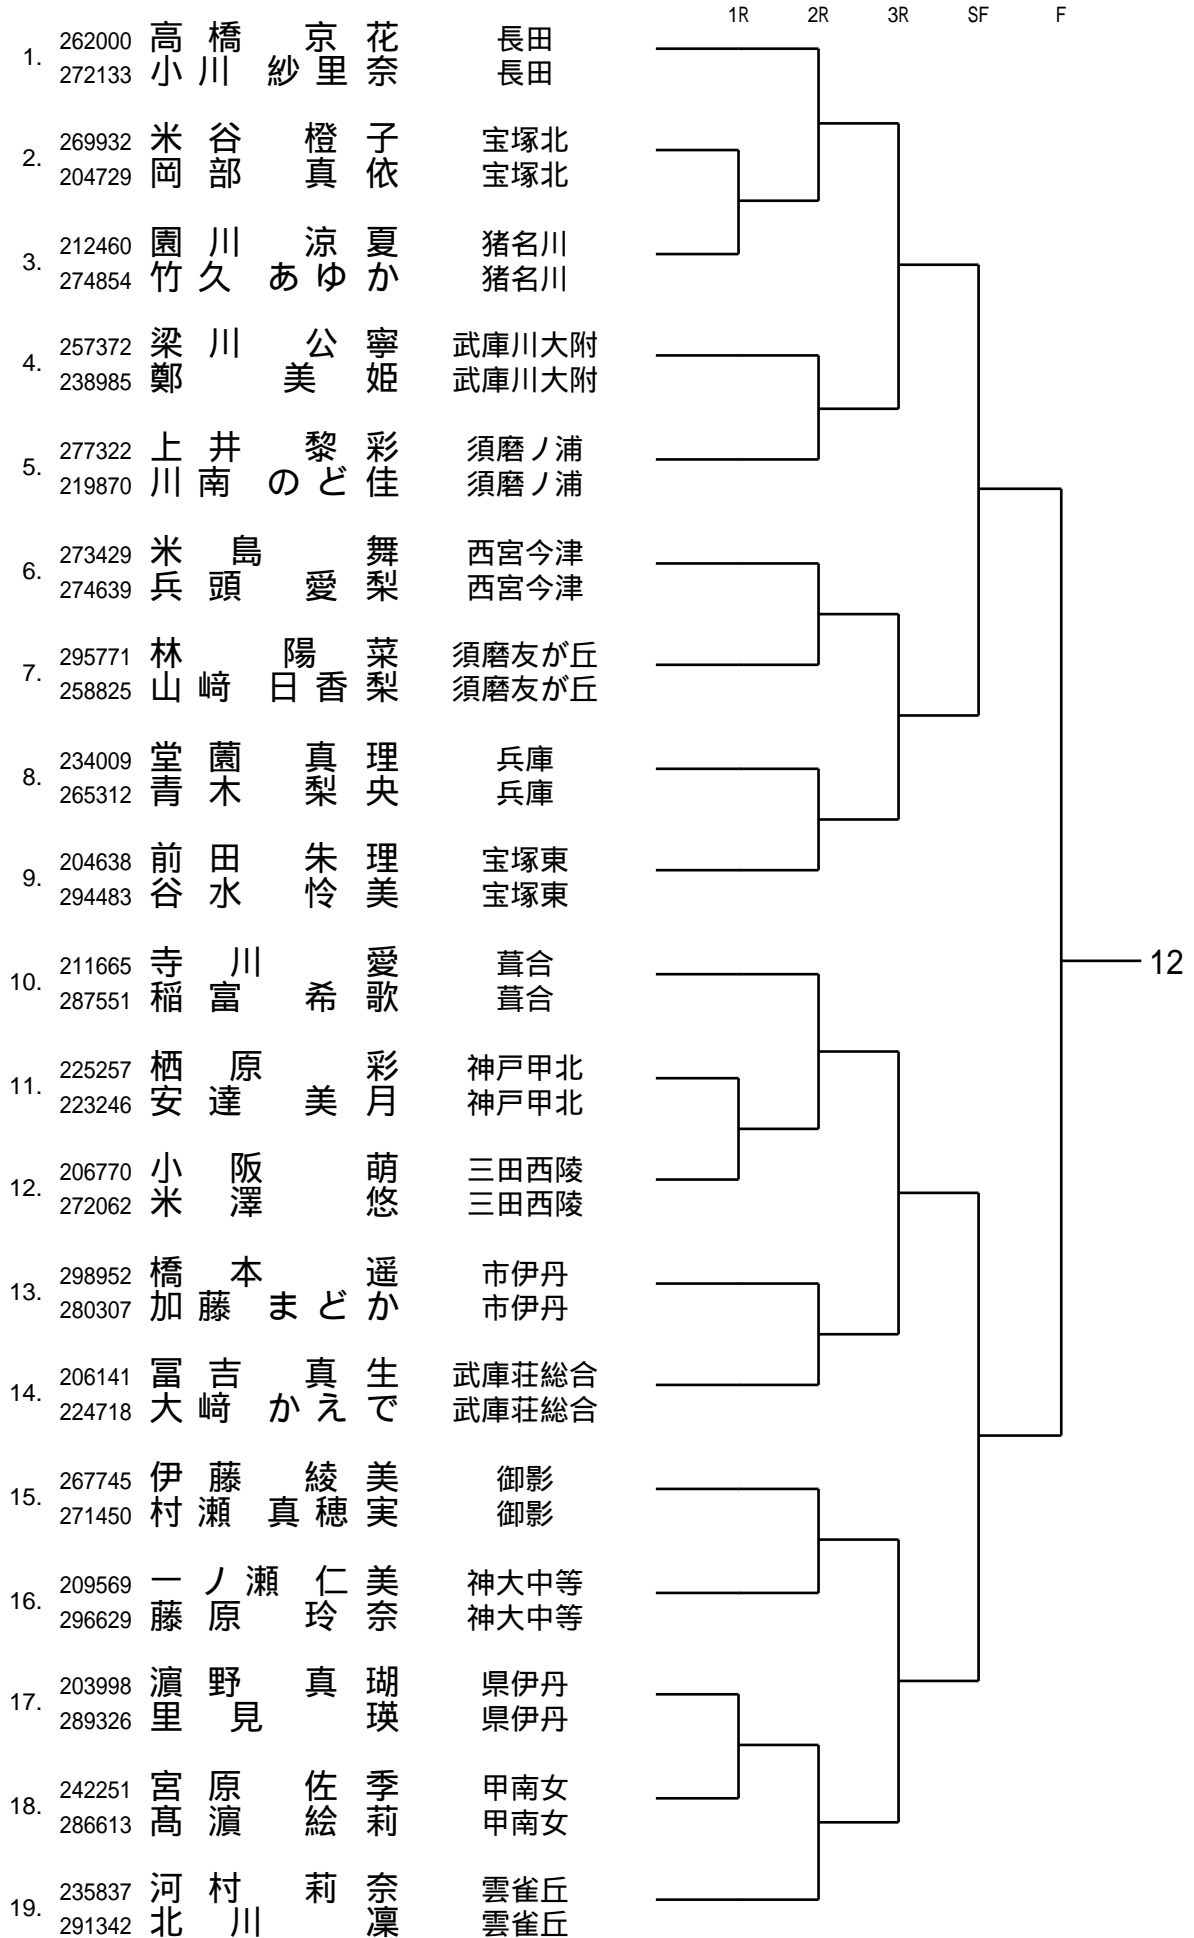 1R 2R 3R SF F
1. 262000 高橋 京花 長田
272133 小川 紗里奈 長田
2. 269932 米谷 橙子 宝塚北
204729 岡部 真依 宝塚北
3. 212460 園川 涼夏 猪名川
274854 竹久 あゆか 猪名川
4. 257372 梁川 公寧 武庫川大附
238985 鄭 美姫 武庫川大附
5. 277322 上井 黎彩 須磨ノ浦
219870 川南 のど佳 須磨ノ浦
6. 273429 米島 舞 西宮今津
274639 兵頭 愛梨 西宮今津
7. 295771 林 陽菜 須磨友が丘
258825 山﨑 日香梨 須磨友が丘
8. 234009 堂薗 真理 兵庫
265312 青木 梨央 兵庫
9. 204638 前田 朱理 宝塚東
294483 谷水 怜美 宝塚東
10. 211665 寺川 愛 葺合
287551 稲富 希歌 葺合
12
11. 225257 栖原 彩 神戸甲北
223246 安達 美月 神戸甲北
12. 206770 小阪 萌 三田西陵
272062 米澤 悠 三田西陵
13. 298952 橋本 遥 市伊丹
280307 加藤 まどか 市伊丹
14. 206141 冨吉 真生 武庫荘総合
224718 大﨑 かえで 武庫荘総合
15. 267745 伊藤 綾美 御影
271450 村瀬 真穂実 御影
16. 209569 一ノ瀬 仁美 神大中等
296629 藤原 玲奈 神大中等
17. 203998 濵野 真瑚 県伊丹
289326 里見 瑛 県伊丹
18. 242251 宮原 佐季 甲南女
286613 髙濵 絵莉 甲南女
19. 235837 河村 莉奈 雲雀丘
291342 北川 凜 雲雀丘